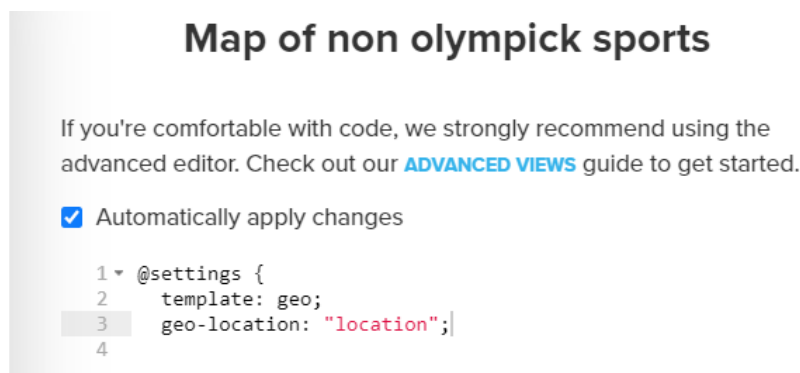 Map of non olympick sports
If you're comfortable with code, we strongly recommend using the
advanced editor. Check out our ADVANCED VIEWS guide to get started.
Automatically apply changes
1 @settings {
2 template: geo;
3 geo-location: "location";
4